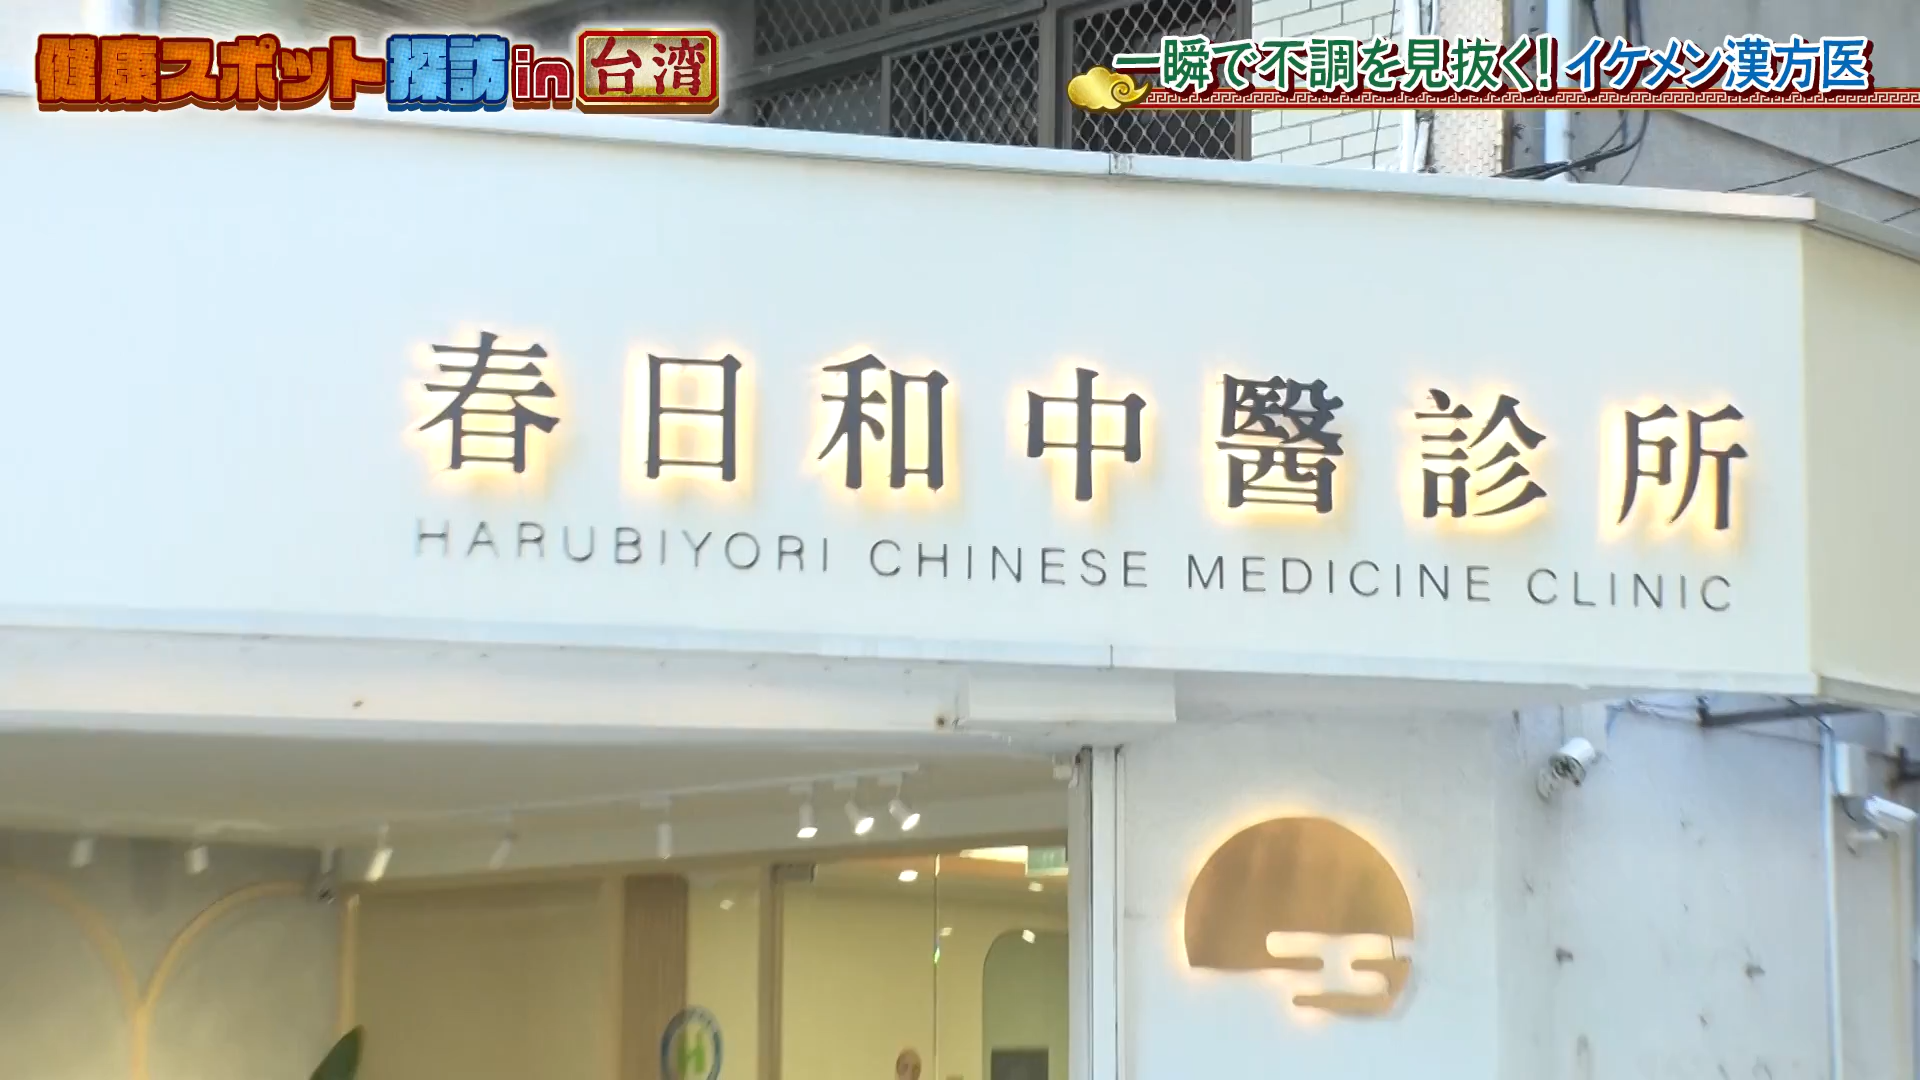 健康スポット探訪in台湾
一瞬で不調を見抜く!イケメン漢方医
春日和中醫診所
HARUBIYORI CHINESE MEDICINE CLINIC
H